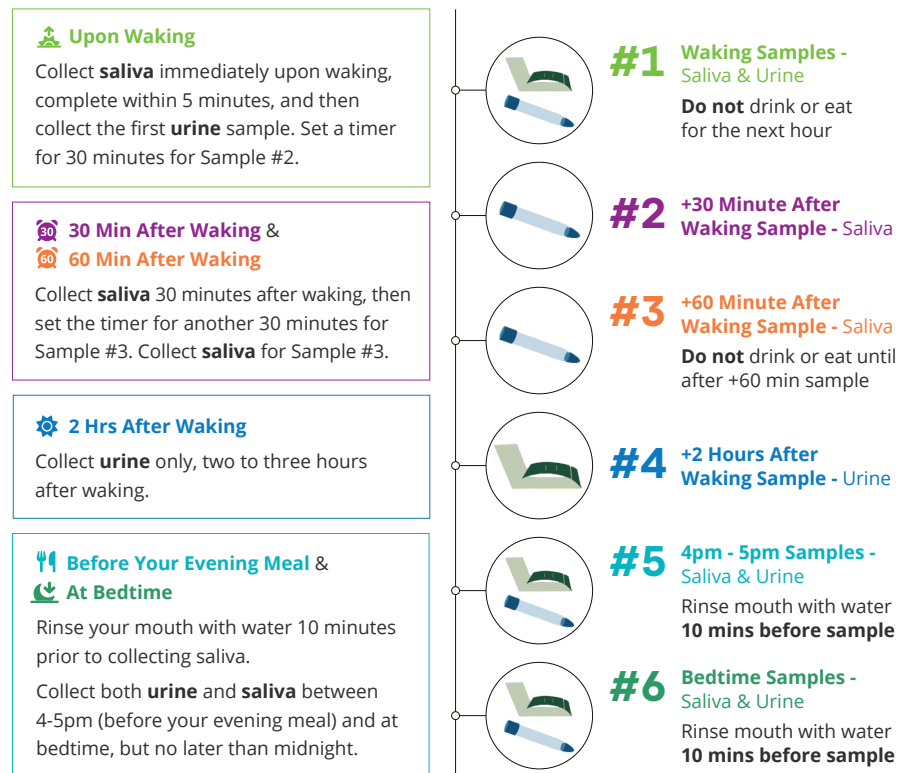 Upon Waking
Collect saliva immediately upon waking,
complete within 5 minutes, and then
collect the first urine sample. Set a timer
for 30 minutes for Sample #2.
30 30 Min After Waking &
60 60 Min After Waking
Collect saliva 30 minutes after waking, then
set the timer for another 30 minutes for
Sample #3. Collect saliva for Sample #3.
2 Hrs After Waking
Collect urine only, two to three hours
after waking.
Before Your Evening Meal &
At Bedtime
Rinse your mouth with water 10 minutes
prior to collecting saliva.
Collect both urine and saliva between
4-5pm (before your evening meal) and at
bedtime, but no later than midnight.
#1
Waking Samples -
Saliva & Urine
Do not drink or eat
for the next hour
#2
+30 Minute After
Waking Sample - Saliva
#3
+60 Minute After
Waking Sample - Saliva
Do not drink or eat until
after +60 min sample
#4
+2 Hours After
Waking Sample - Urine
#5
4pm - 5pm Samples -
Saliva & Urine
Rinse mouth with water
10 mins before sample
#6
Bedtime Samples -
Saliva & Urine
Rinse mouth with water
10 mins before sample